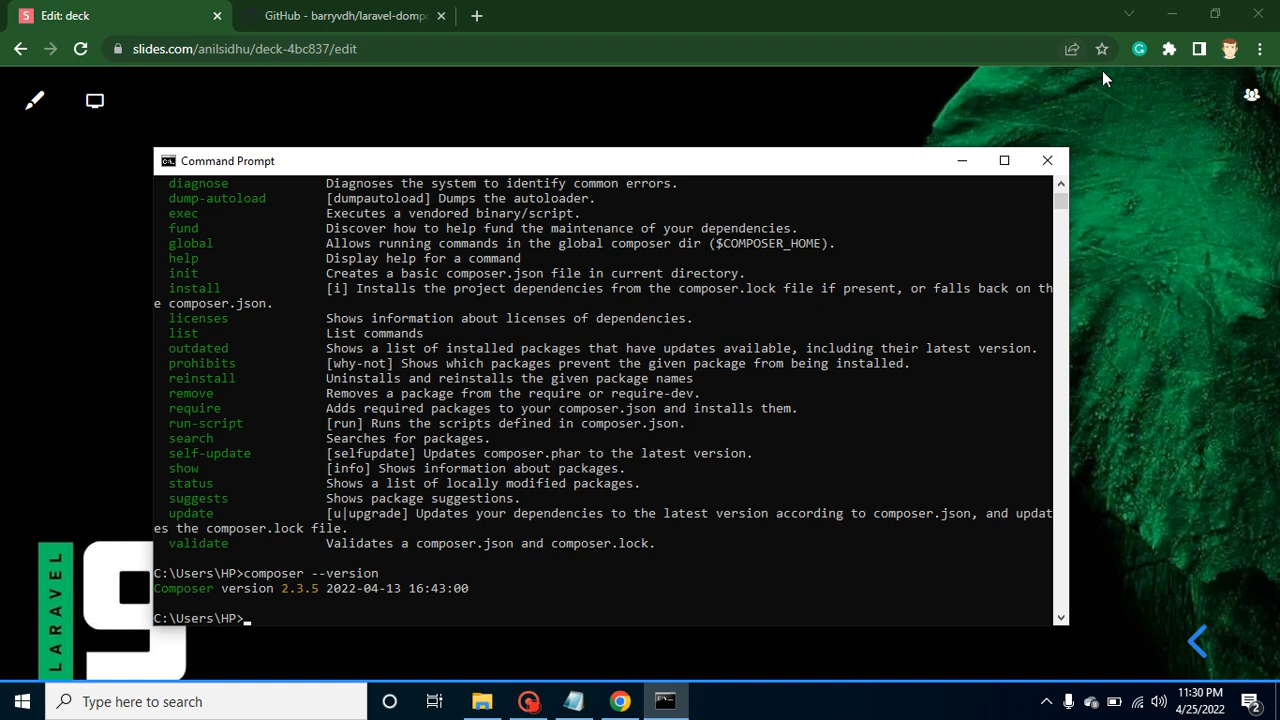 Edit: deck
GitHub - barryvdh/laravel-domp
slides.com/anilsidhu/deck-4bc837/edit
Command Prompt
diagnose Diagnoses the system to identify common errors.
dump-autoload [dumpautoload] Dumps the autoloader.
exec Executes a vendored binary/script.
fund Discover how to help fund the maintenance of your dependencies.
global Allows running commands in the global composer dir ($COMPOSER_HOME).
help Display help for a command
init Creates a basic composer.json file in current directory.
install [i] Installs the project dependencies from the composer.lock file if present, or falls back on th
e composer.json.
licenses Shows information about licenses of dependencies.
list List commands
outdated Shows a list of installed packages that have updates available, including their latest version.
prohibits [why-not] Shows which packages prevent the given package from being installed.
reinstall Uninstalls and reinstalls the given package names
remove Removes a package from the require or require-dev.
require Adds required packages to your composer.json and installs them.
run-script [run] Runs the scripts defined in composer.json.
search Searches for packages.
self-update [selfupdate] Updates composer.phar to the latest version.
show [info] Shows information about packages.
status Shows a list of locally modified packages.
suggests Shows package suggestions.
update [u|upgrade] Updates your dependencies to the latest version according to composer.json, and updat
es the composer.lock file.
validate Validates a composer.json and composer.lock.
C:\Users\HP>composer --version
Composer version 2.3.5 2022-04-13 16:43:00
C:\Users\HP>
LARAVEL
9
Type here to search
11:30 PM
4/25/2022
2